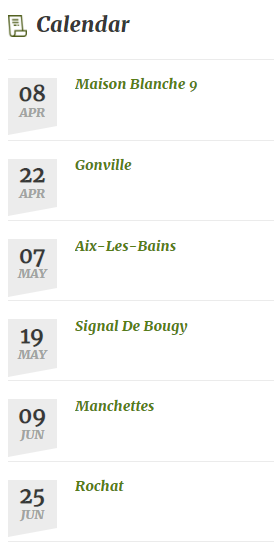 Calendar
08
APR
Maison Blanche 9
22
APR
Gonville
07
MAY
Aix-Les-Bains
19
MAY
Signal De Bougy
09
JUN
Manchettes
25
JUN
Rochat